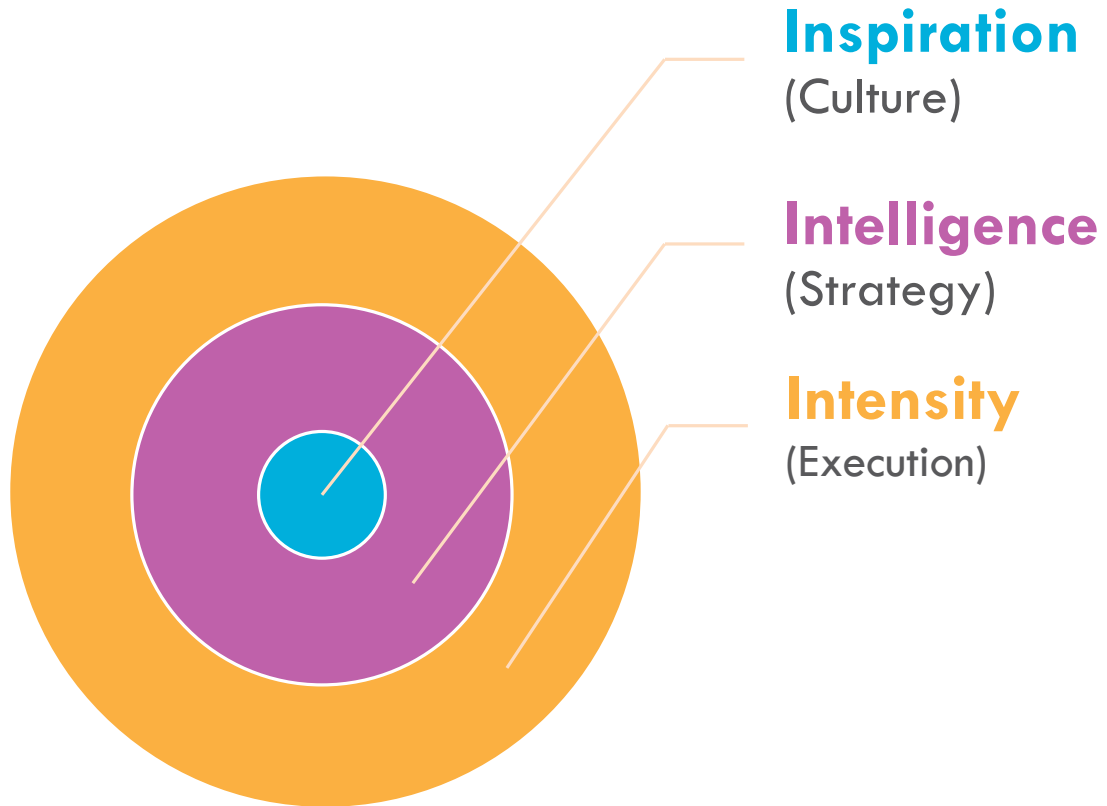 Inspiration
(Culture)
Intelligence
(Strategy)
Intensity
(Execution)